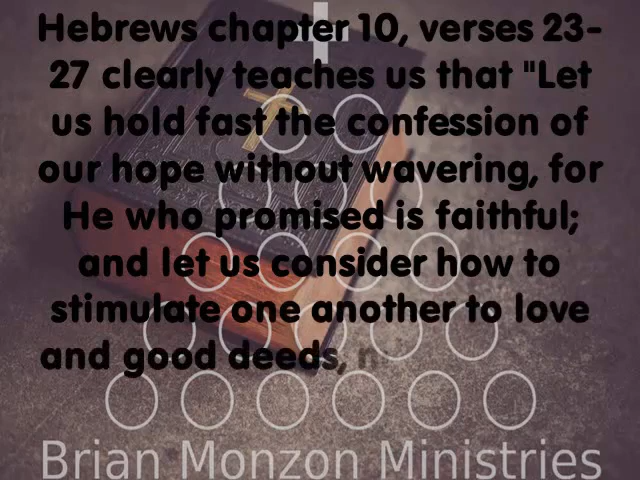 Hebrews chapter 10, verses 23-
27 clearly teaches us that "Let
us hold fast the confession of
our hope without wavering, for
He who promised is faithful;
and let us consider how to
stimulate one another to love
and good deeds,
Brian Monzon Ministries